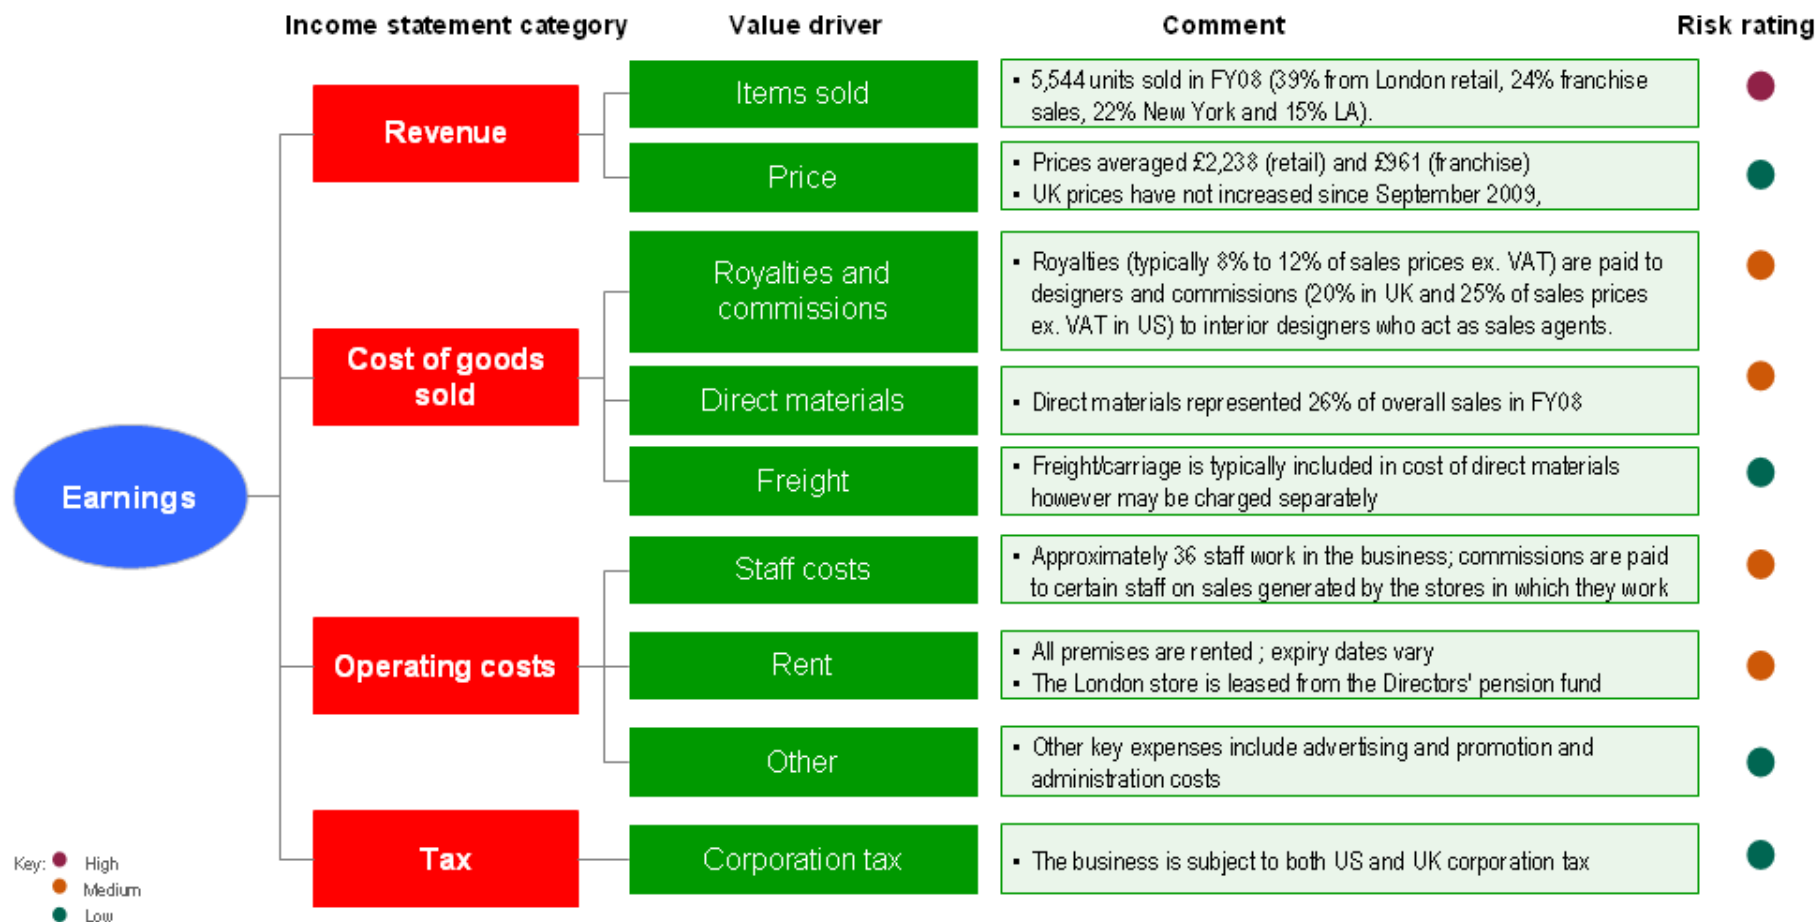 Income statement category Value driver Comment Risk rating
Earnings
Revenue
Items sold
▪ 5,544 units sold in FY08 (39% from London retail, 24% franchise
sales, 22% New York and 15% LA).
Price
▪ Prices averaged £2,238 (retail) and £961 (franchise)
▪ UK prices have not increased since September 2009,
Cost of goods
sold
Royalties and
commissions
▪ Royalties (typically 8% to 12% of sales prices ex. VAT) are paid to
designers and commissions (20% in UK and 25% of sales prices
ex. VAT in US) to interior designers who act as sales agents.
Direct materials
▪ Direct materials represented 26% of overall sales in FY08
Freight
▪ Freight/carriage is typically included in cost of direct materials
however may be charged separately
Operating costs
Staff costs
▪ Approximately 36 staff work in the business; commissions are paid
to certain staff on sales generated by the stores in which they work
Rent
▪ All premises are rented ; expiry dates vary
▪ The London store is leased from the Directors' pension fund
Other
▪ Other key expenses include advertising and promotion and
administration costs
Tax
Corporation tax
▪ The business is subject to both US and UK corporation tax
Key: High
Medium
Low